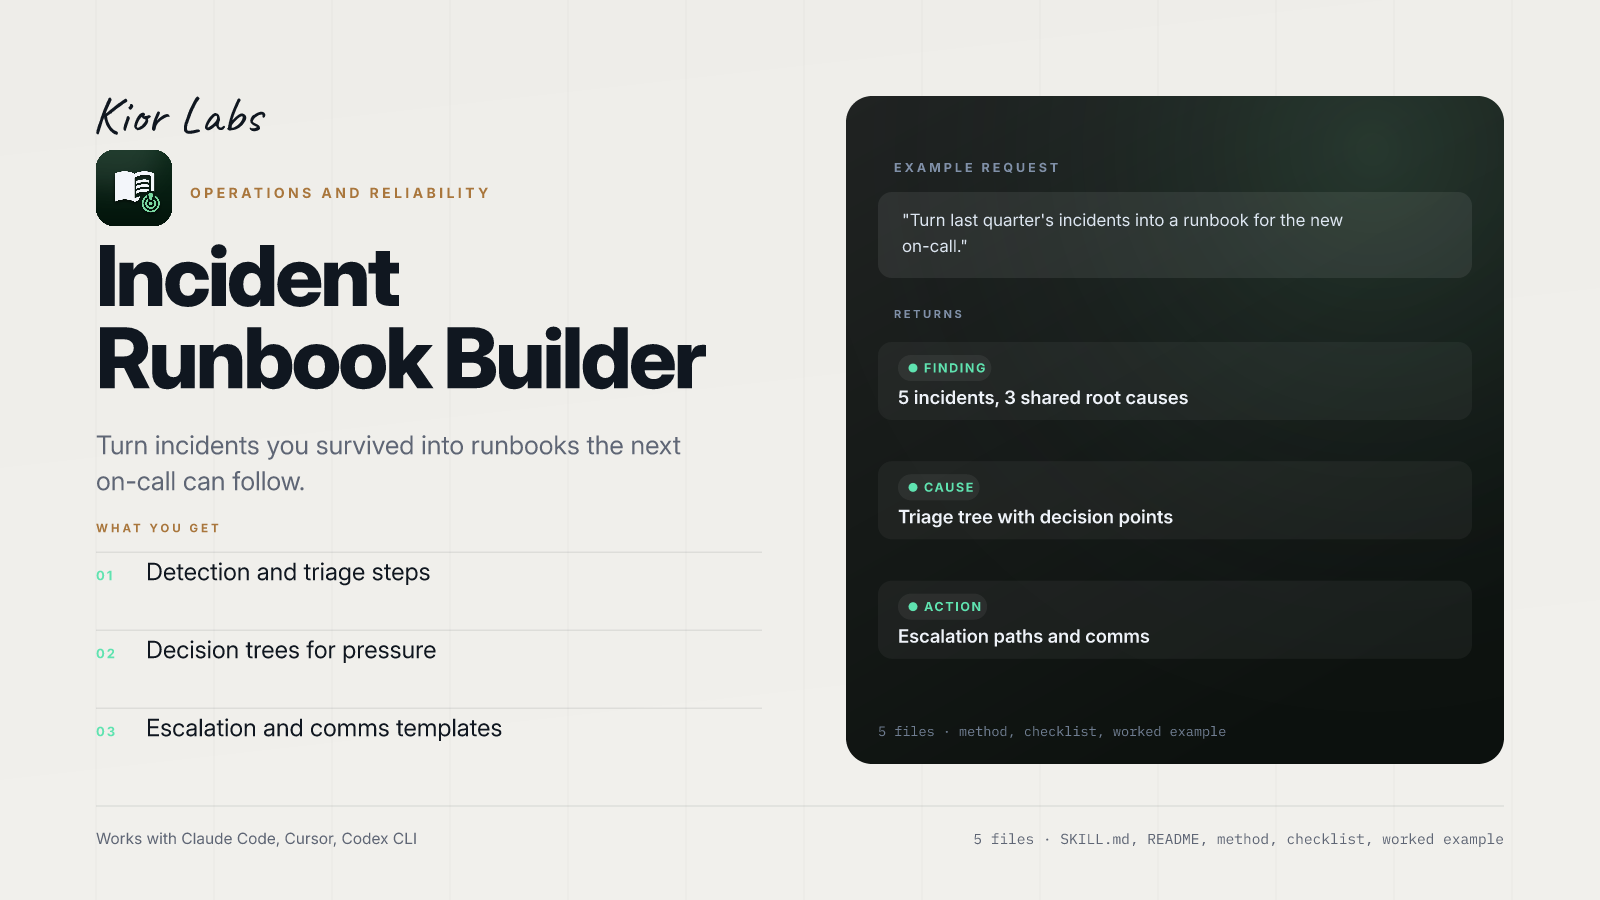 Kior Labs
OPERATIONS AND RELIABILITY
Incident
Runbook Builder
Turn incidents you survived into runbooks the next
on-call can follow.
WHAT YOU GET
01 Detection and triage steps
02 Decision trees for pressure
03 Escalation and comms templates
EXAMPLE REQUEST
"Turn last quarter's incidents into a runbook for the new
on-call."
RETURNS
FINDING
5 incidents, 3 shared root causes
CAUSE
Triage tree with decision points
ACTION
Escalation paths and comms
5 files · method, checklist, worked example
Works with Claude Code, Cursor, Codex CLI
5 files · SKILL.md, README, method, checklist, worked example